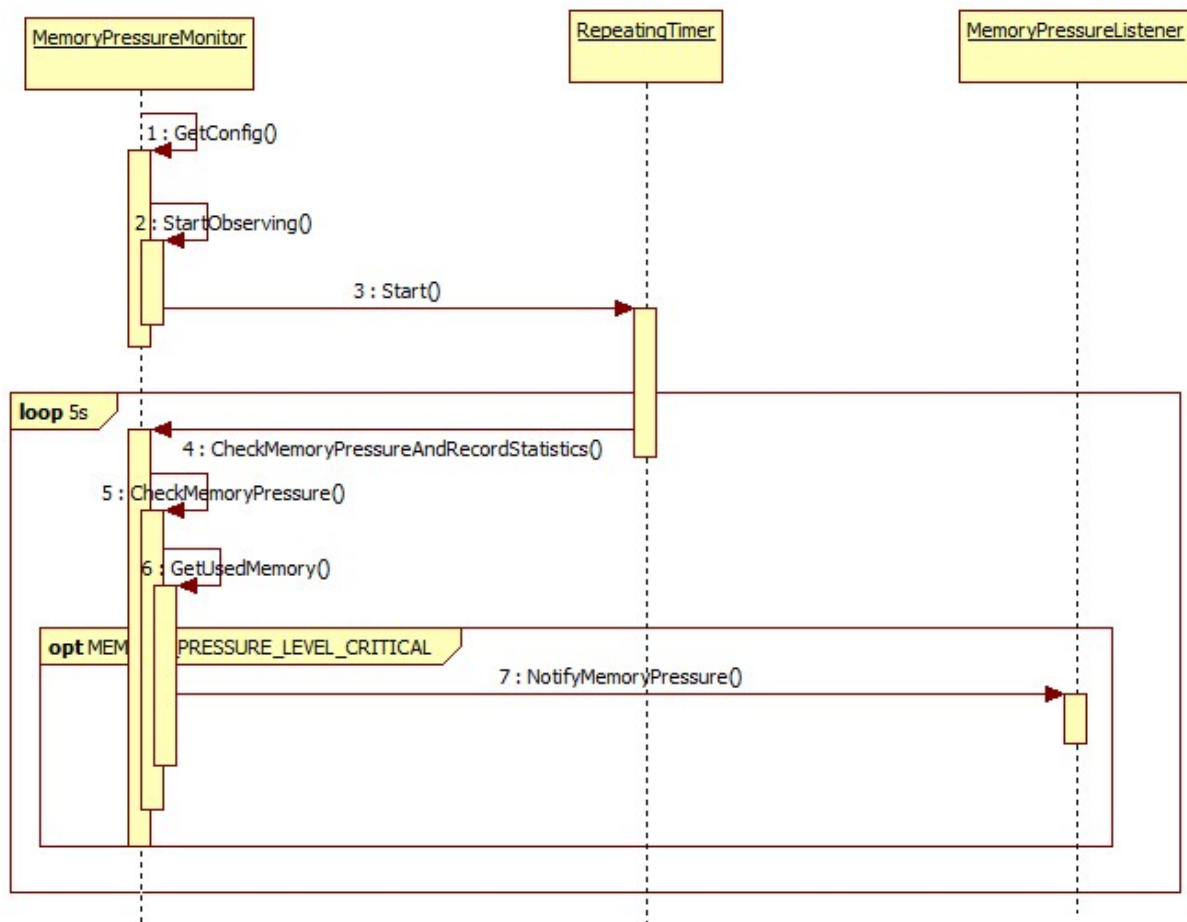 MemoryPressureMonitor
RepeatingTimer
MemoryPressureListener
1 : GetConfig()
2 : StartObserving()
3 : Start()
loop 5s
4 : CheckMemoryPressureAndRecordStatistics()
5 : CheckMemoryPressure()
6 : GetUsedMemory()
opt MEM PRESSURE_LEVEL_CRITICAL
7 : NotifyMemoryPressure()